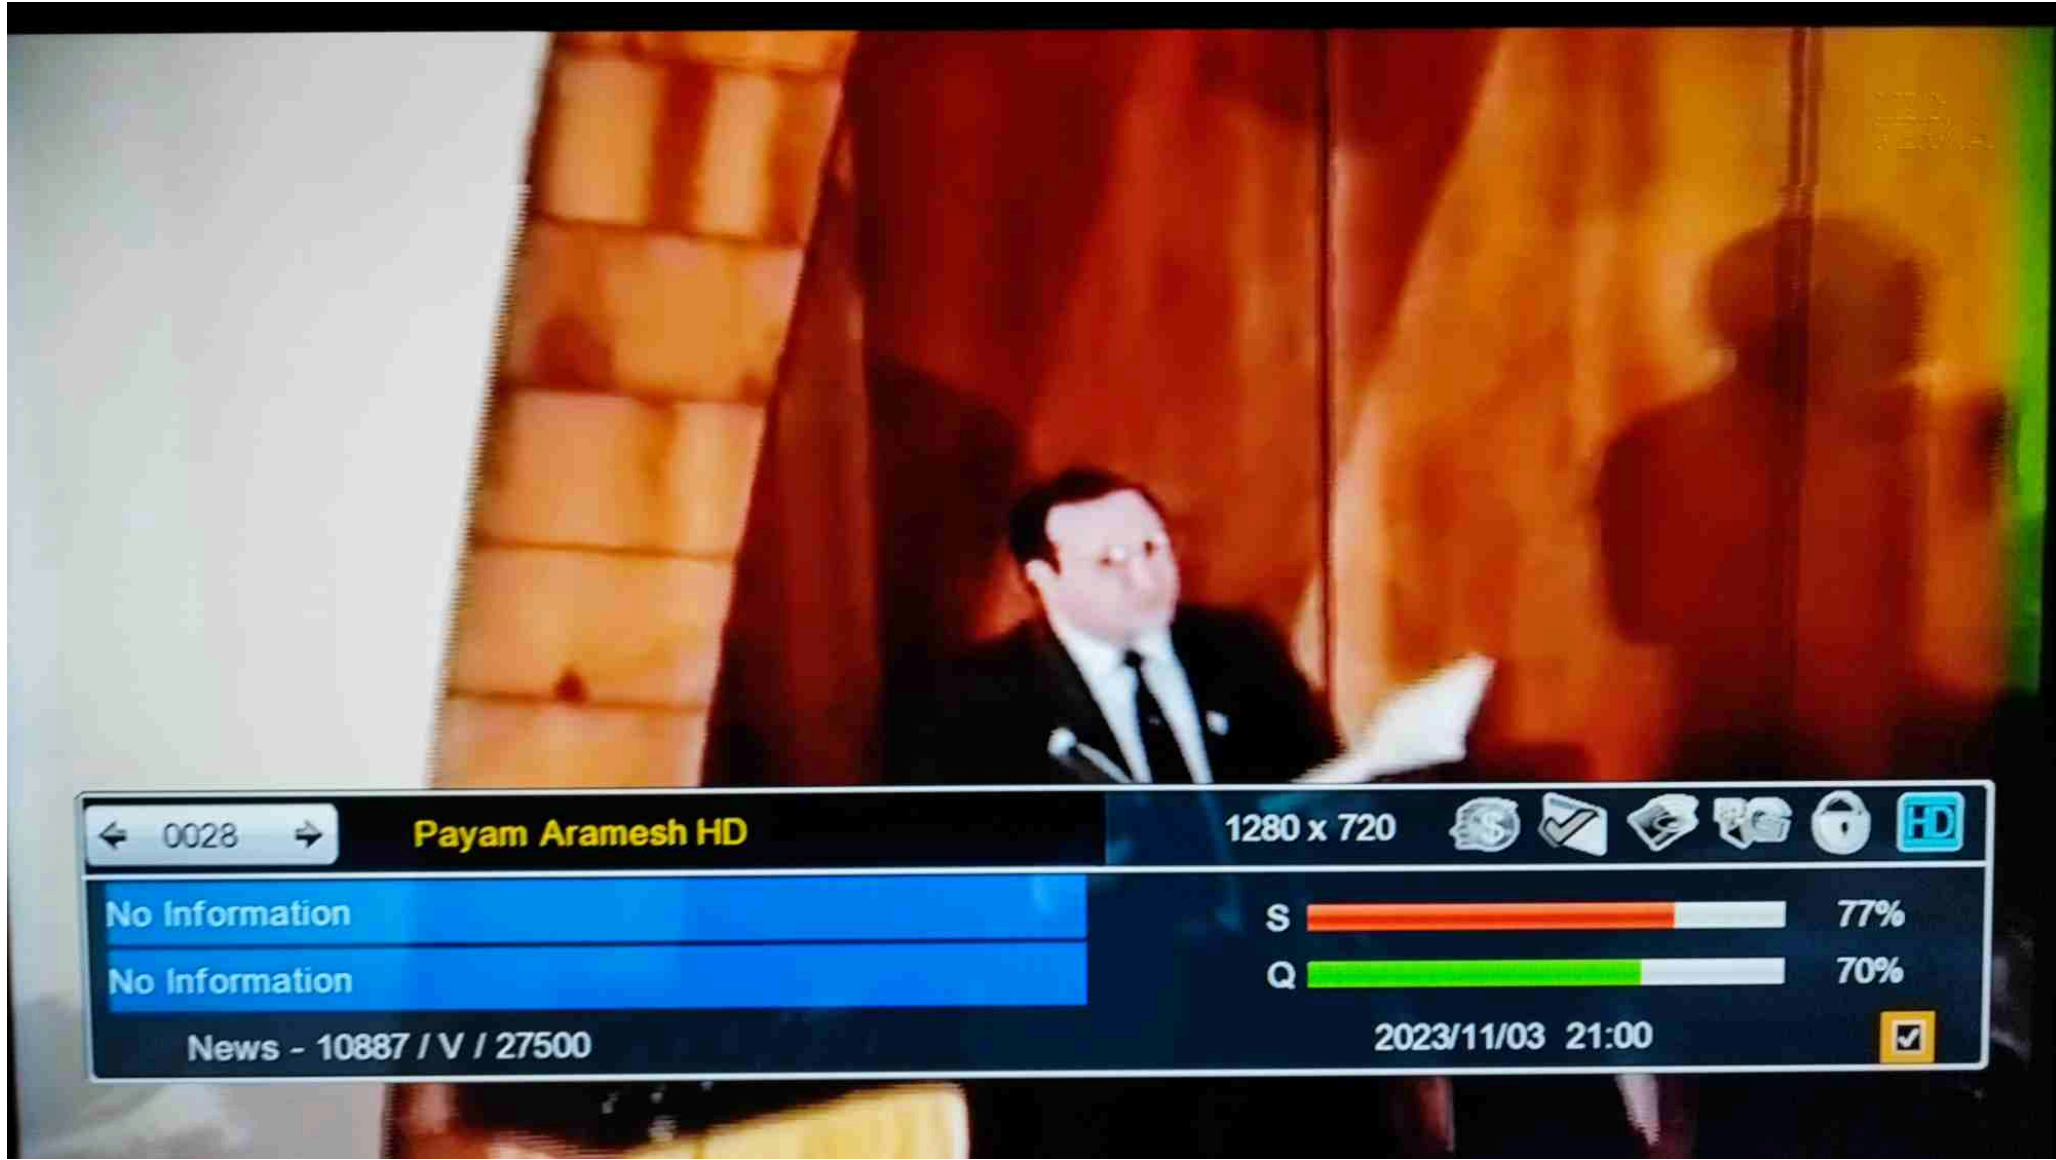 0028
Payam Aramesh HD
1280 x 720
$
HD
No Information
S
77%
No Information
Q
70%
News - 10887 / V / 27500
2023/11/03 21:00